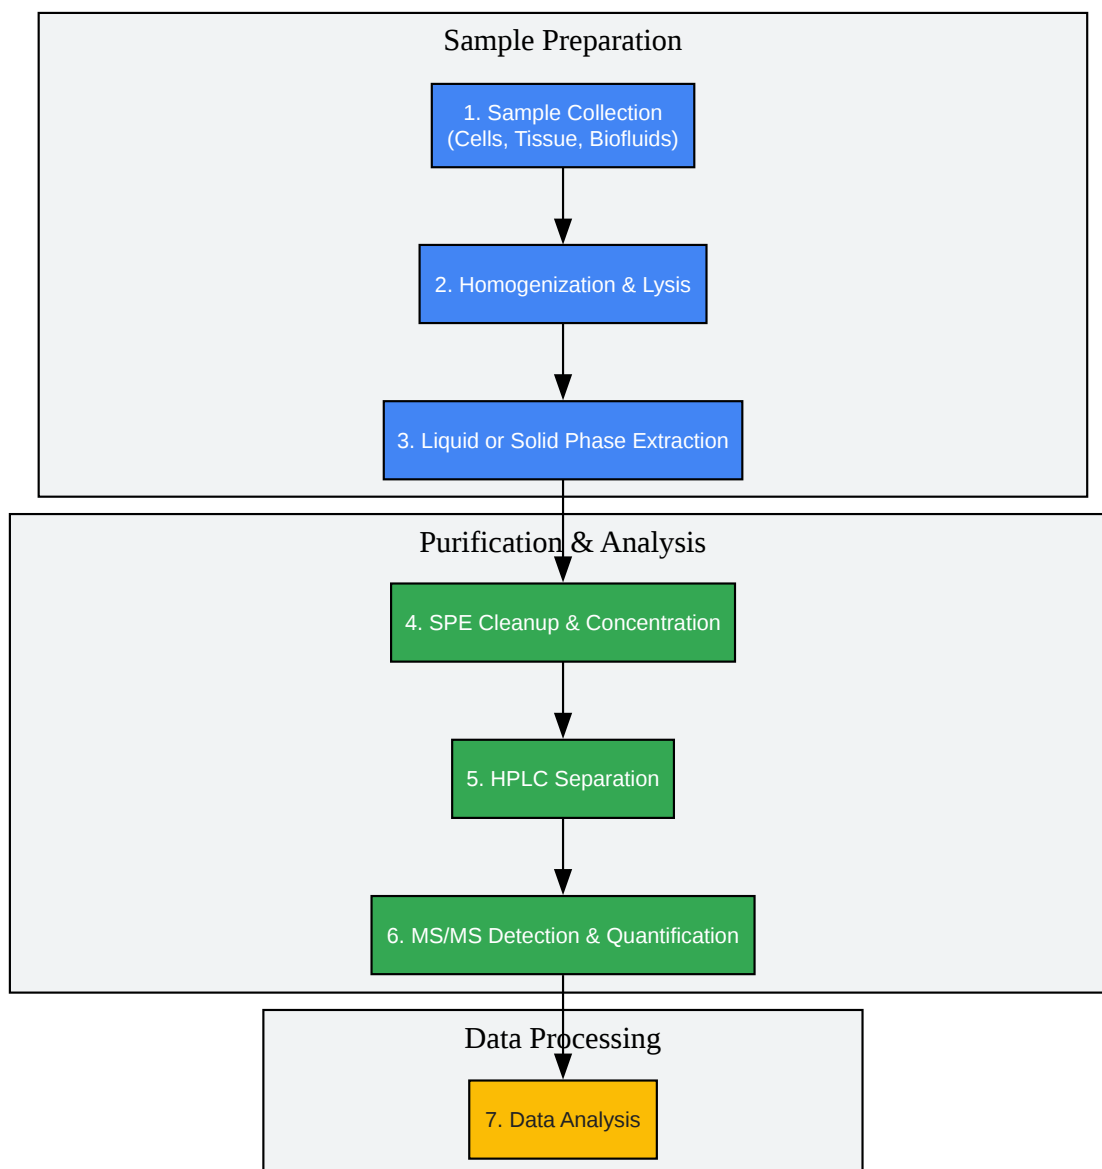 Sample Preparation
1. Sample Collection
(Cells, Tissue, Biofluids)
2. Homogenization & Lysis
3. Liquid or Solid Phase Extraction
Purification & Analysis
4. SPE Cleanup & Concentration
5. HPLC Separation
6. MS/MS Detection & Quantification
Data Processing
7. Data Analysis